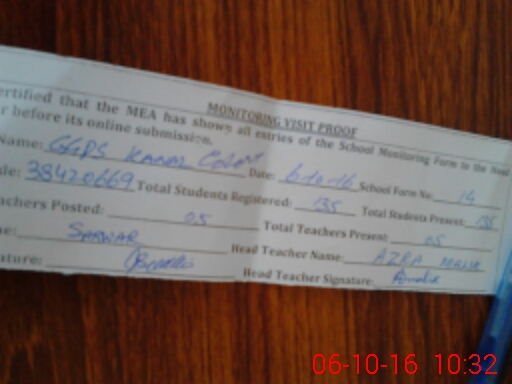 MONITORING VISIT PROOF
ertified that the MEA has shown all entries of the School Monitoring Form to the Head
r before its online submission.
Name: GGPS KANAL COLONY Date: 6-10-16 School Form No: 14
de: 38420669 Total Students Registered: 135 Total Students Present: 135
achers Posted: 05 Total Teachers Present: 05
ne: SARWAR Head Teacher Name: AZRA MALIK
ature: Head Teacher Signature:
06-10-16 10:32